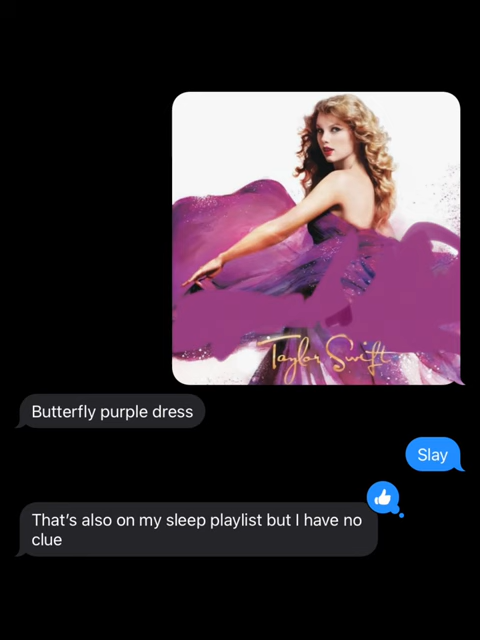 Taylor Swift
Butterfly purple dress
Slay
That’s also on my sleep playlist but I have no
clue